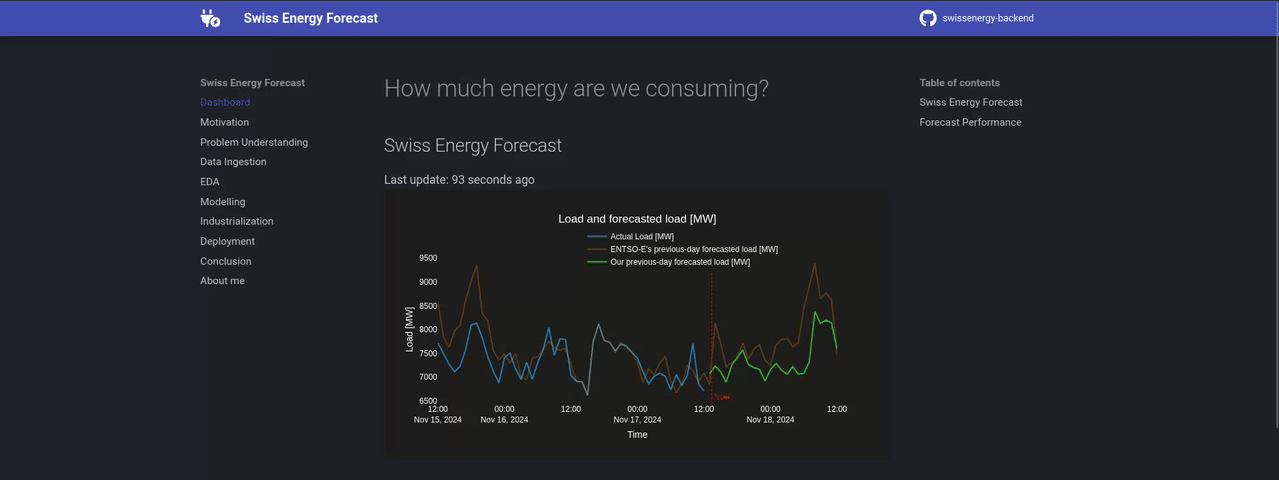 Swiss Energy Forecast
swissenergy-backend
Swiss Energy Forecast
Dashboard
Motivation
Problem Understanding
Data Ingestion
EDA
Modelling
Industrialization
Deployment
Conclusion
About me
How much energy are we consuming?
Swiss Energy Forecast
Last update: 93 seconds ago
Load and forecasted load [MW]
Actual Load [MW]
ENTSO-E's previous-day forecasted load [MW]
Our previous-day forecasted load [MW]
Load [MW]
9500
9000
8500
8000
7500
7000
6500
12:00 00:00 12:00 00:00 12:00 00:00 12:00
Nov 15, 2024 Nov 16, 2024 Nov 17, 2024 Nov 18, 2024
Time
Table of contents
Swiss Energy Forecast
Forecast Performance